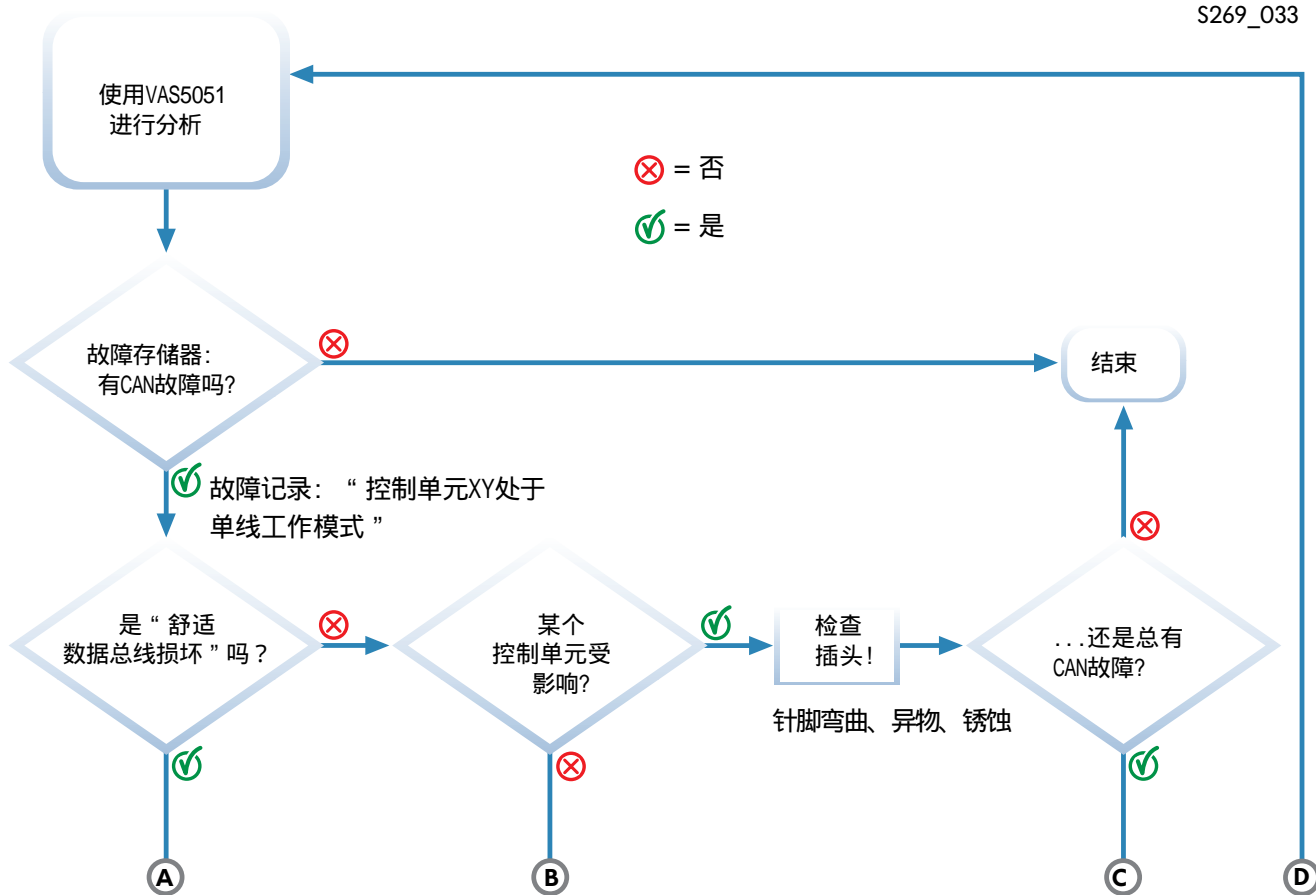 S269_033
使用VAS5051
进行分析
= 否
= 是
故障存储器:
有CAN故障吗?
结束
故障记录: “控制单元XY处于
单线工作模式”
是“舒适
数据总线损坏”吗?
某个
控制单元受
影响?
检查
插头!
...还是总有
CAN故障?
针脚弯曲、异物、锈蚀
A
B
C
D